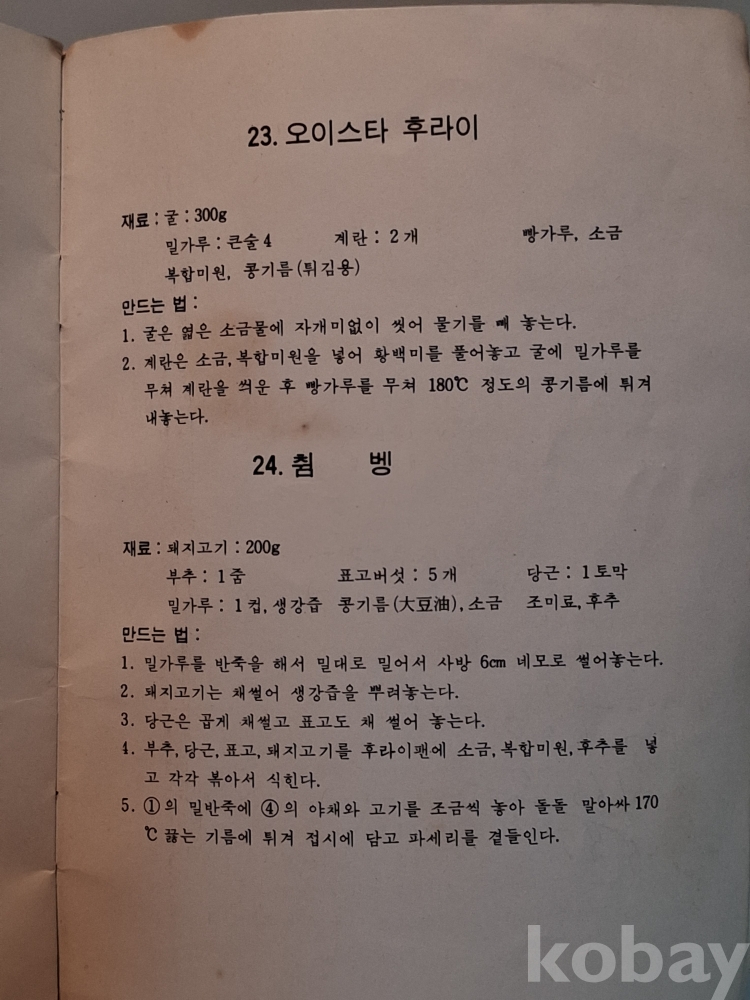 23. 오이스타 후라이
재료 : 굴 : 300g
밀가루 : 큰술 4 계란 : 2 개 빵가루, 소금
복합미원, 콩기름 (튀김용)
만드는 법 :
1. 굴은 엷은 소금물에 자개미없이 씻어 물기를 빼 놓는다.
2. 계란은 소금, 복합미원을 넣어 황백미를 풀어놓고 굴에 밀가루를
무쳐 계란을 씌운 후 빵가루를 무쳐 180℃ 정도의 콩기름에 튀겨
내놓는다.
24. 췸 벵
재료 : 돼지고기 : 200g
부추 : 1 줌 표고버섯 : 5 개 당근 : 1 토막
밀가루 : 1 컵, 생강즙 콩기름 (大豆油), 소금 조미료, 후추
만드는 법 :
1. 밀가루를 반죽을 해서 밀대로 밀어서 사방 6cm 네모로 썰어놓는다.
2. 돼지고기는 채썰어 생강즙을 뿌려놓는다.
3. 당근은 곱게 채썰고 표고도 채 썰어 놓는다.
4. 부추, 당근, 표고, 돼지고기를 후라이팬에 소금, 복합미원, 후추를 넣
고 각각 볶아서 식힌다.
5. ①의 밀반죽에 ④의 야채와 고기를 조금씩 놓아 돌돌 말아싸 170
℃ 끓는 기름에 튀겨 접시에 담고 파세리를 곁들인다.
kobay